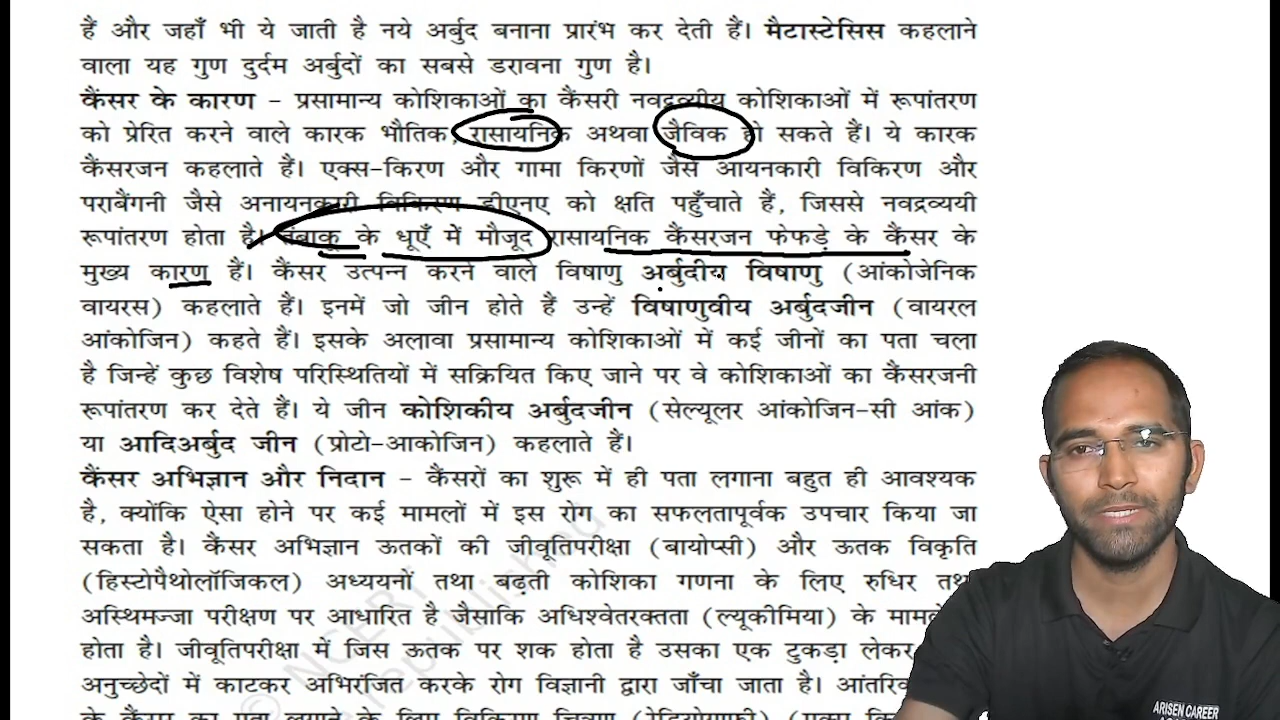 हैं और जहाँ भी ये जाती है नये अर्बुद बनाना प्रारंभ कर देती हैं। मैटास्टेसिस कहलाने
वाला यह गुण दुर्दम अर्बुदों का सबसे डरावना गुण है।
कैंसर के कारण – प्रसामान्य कोशिकाओं का कैंसरी नवद्रव्यीय कोशिकाओं में रूपांतरण
को प्रेरित करने वाले कारक भौतिक, रासायनिक अथवा जैविक हो सकते हैं। ये कारक
कैंसरजन कहलाते हैं। एक्स–किरण और गामा किरणों जैसे आयनकारी विकिरण और
पराबैंगनी जैसे अनायनकारी विकिरण डीएनए को क्षति पहुँचाते हैं, जिससे नवद्रव्ययी
रूपांतरण होता है। तंबाकू के धूएँ में मौजूद रासायनिक कैंसरजन फेफड़े के कैंसर के
मुख्य कारण हैं। कैंसर उत्पन्न करने वाले विषाणु अर्बुदीय विषाणु (आंकोजेनिक
वायरस) कहलाते हैं। इनमें जो जीन होते हैं उन्हें विषाणुवीय अर्बुदजीन (वायरल
आंकोजिन) कहते हैं। इसके अलावा प्रसामान्य कोशिकाओं में कई जीनों का पता चला
है जिन्हें कुछ विशेष परिस्थितियों में सक्रियित किए जाने पर वे कोशिकाओं का कैंसरजनी
रूपांतरण कर देते हैं। ये जीन कोशिकीय अर्बुदजीन (सेल्यूलर आंकोजिन–सी आंक)
या आदिअर्बुद जीन (प्रोटो–आकोजिन) कहलाते हैं।
कैंसर अभिज्ञान और निदान – कैंसरों का शुरू में ही पता लगाना बहुत ही आवश्यक
है, क्योंकि ऐसा होने पर कई मामलों में इस रोग का सफलतापूर्वक उपचार किया जा
सकता है। कैंसर अभिज्ञान ऊतकों की जीवूतिपरीक्षा (बायोप्सी) और ऊतक विकृति
(हिस्टोपैथोलॉजिकल) अध्ययनों तथा बढ़ती कोशिका गणना के लिए रुधिर तथा
अस्थिमज्जा परीक्षण पर आधारित है जैसाकि अधिश्वेतरक्तता (ल्यूकीमिया) के
होता है। जीवूतिपरीक्षा में जिस ऊतक पर शक होता है उसका एक टुकड़ा लेकर
अनुच्छेदों में काटकर अभिरंजित करके रोग विज्ञानी द्वारा जाँचा जाता है।
के कैंसर का पता लगाने के लिए विकिरण चित्रण (रेडियोग्राफी)
© NCERT
republished
ARISEN CAREER